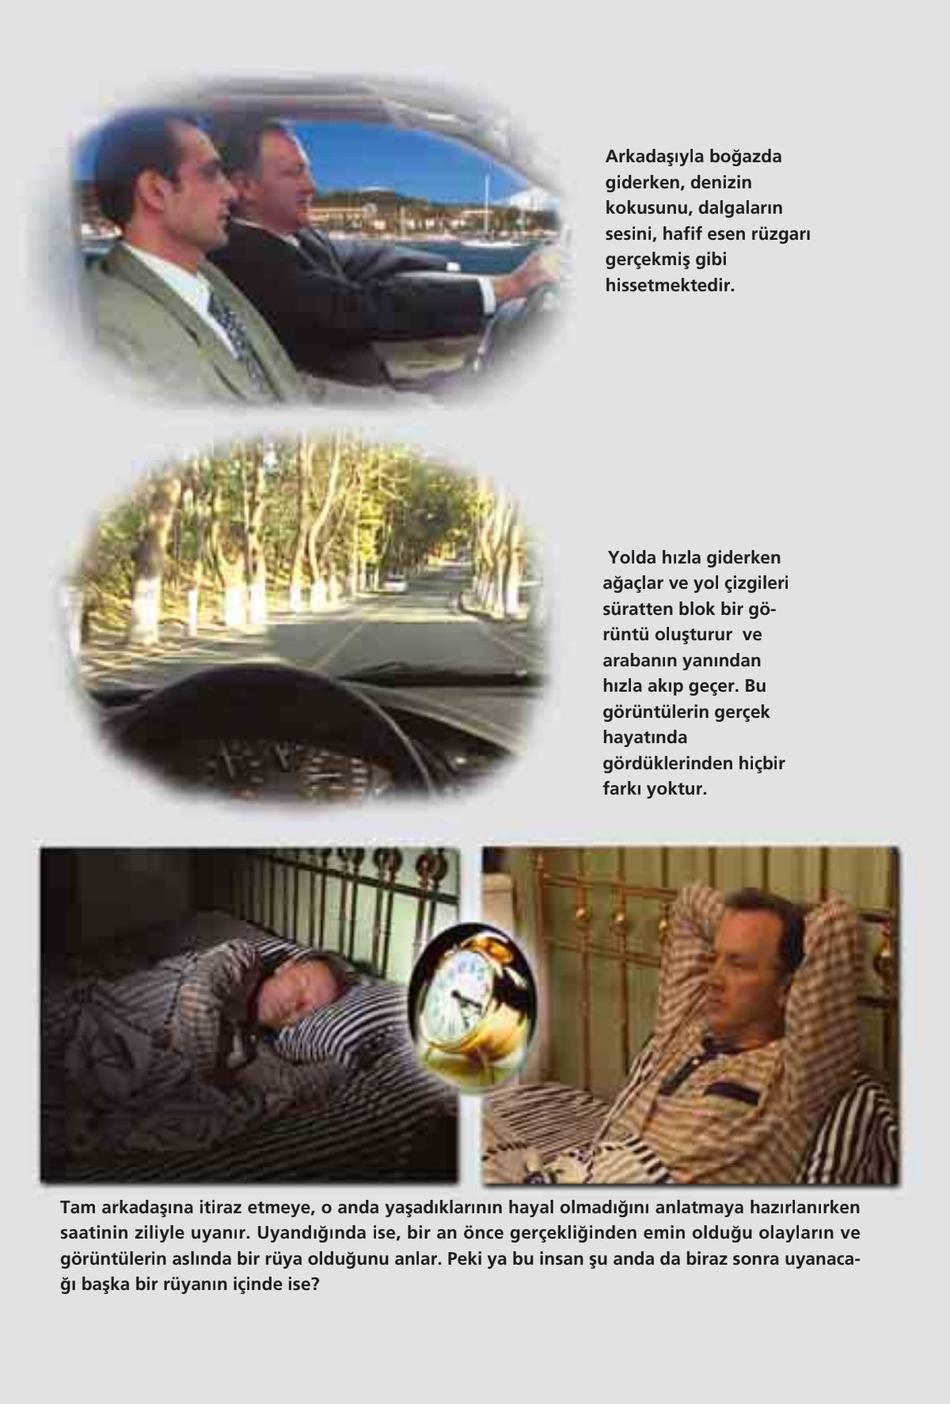 Arkadaşıyla boğazda
giderken, denizin
kokusunu, dalgaların
sesini, hafif esen rüzgarı
gerçekmiş gibi
hissetmektedir.
Yolda hızla giderken
ağaçlar ve yol çizgileri
süratten blok bir gö-
rüntü oluşturur ve
arabanın yanından
hızla akıp geçer. Bu
görüntülerin gerçek
hayatında
gördüklerinden hiçbir
farkı yoktur.
Tam arkadaşına itiraz etmeye, o anda yaşadıklarının hayal olmadığını anlatmaya hazırlanırken
saatinin ziliyle uyanır. Uyandığında ise, bir an önce gerçekliğinden emin olduğu olayların ve
görüntülerin aslında bir rüya olduğunu anlar. Peki ya bu insan şu anda da biraz sonra uyanaca-
ğı başka bir rüyanın içinde ise?